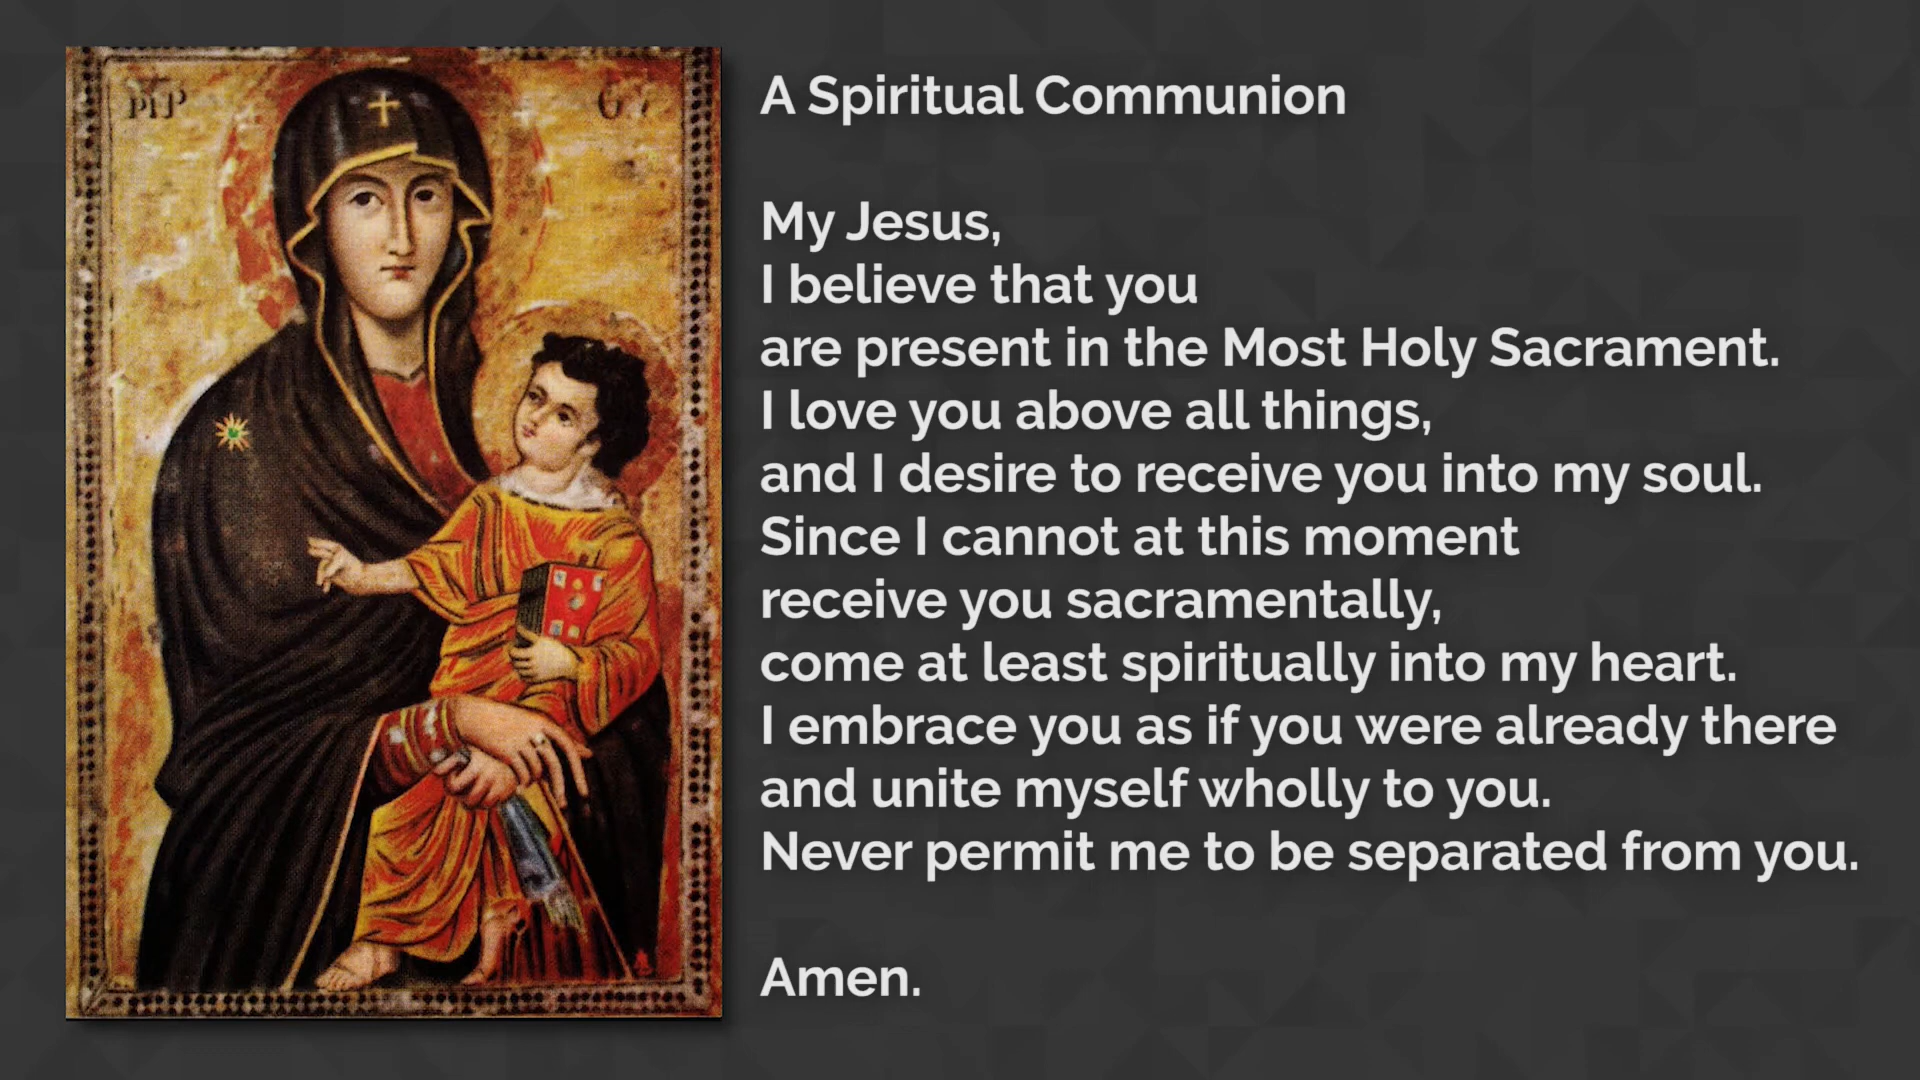 A Spiritual Communion
My Jesus,
I believe that you
are present in the Most Holy Sacrament.
I love you above all things,
and I desire to receive you into my soul.
Since I cannot at this moment
receive you sacramentally,
come at least spiritually into my heart.
I embrace you as if you were already there
and unite myself wholly to you.
Never permit me to be separated from you.
Amen.